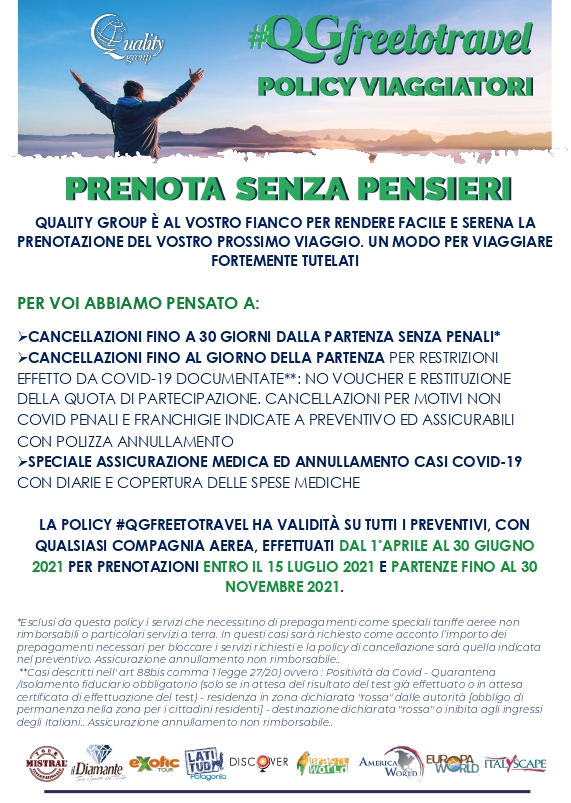 Quality
group
#QGfreetotravel
POLICY VIAGGIATORI
PRENOTA SENZA PENSIERI
QUALITY GROUP È AL VOSTRO FIANCO PER RENDERE FACILE E SERENA LA
PRENOTAZIONE DEL VOSTRO PROSSIMO VIAGGIO. UN MODO PER VIAGGIARE
FORTEMENTE TUTELATI
PER VOI ABBIAMO PENSATO A:
➢CANCELLAZIONI FINO A 30 GIORNI DALLA PARTENZA SENZA PENALI*
➢CANCELLAZIONI FINO AL GIORNO DELLA PARTENZA PER RESTRIZIONI
EFFETTO DA COVID-19 DOCUMENTATE**: NO VOUCHER E RESTITUZIONE
DELLA QUOTA DI PARTECIPAZIONE. CANCELLAZIONI PER MOTIVI NON
COVID PENALI E FRANCHIGIE INDICATE A PREVENTIVO ED ASSICURABILI
CON POLIZZA ANNULLAMENTO
➢SPECIALE ASSICURAZIONE MEDICA ED ANNULLAMENTO CASI COVID-19
CON DIARIE E COPERTURA DELLE SPESE MEDICHE
LA POLICY #QGFREETOTRAVEL HA VALIDITÀ SU TUTTI I PREVENTIVI, CON
QUALSIASI COMPAGNIA AEREA, EFFETTUATI DAL 1°APRILE AL 30 GIUGNO
2021 PER PRENOTAZIONI ENTRO IL 15 LUGLIO 2021 E PARTENZE FINO AL 30
NOVEMBRE 2021.
*Esclusi da questa policy i servizi che necessitino di prepagamenti come speciali tariffe aeree non
rimborsabili o particolari servizi a terra. In questi casi sarà richiesto come acconto l'importo dei
prepagamenti necessari per bloccare i servizi richiesti e la policy di cancellazione sarà quella indicata
nel preventivo. Assicurazione annullamento non rimborsabile..
**Casi descritti nell' art 88bis comma 1 legge 27/20) ovvero : Positività da Covid - Quarantena
/Isolamento fiduciario obbligatorio (solo se in attesa del risultato del test già effettuato o in attesa
certificata di effettuazione del test) - residenza in zona dichiarata "rossa" dalle autorità [obbligo di
permanenza nella zona per i cittadini residenti] - destinazione dichiarata "rossa" o inibita agli ingressi
degli Italiani.. Assicurazione annullamento non rimborsabile..
TOUR
MISTRAL
il Diamante
exotic
TOUR
LATI
TUD
Patagonia
DISCOVER
WORLD
AMERICA
WORLD
EUROPA
WORLD
ITALYSCAPE